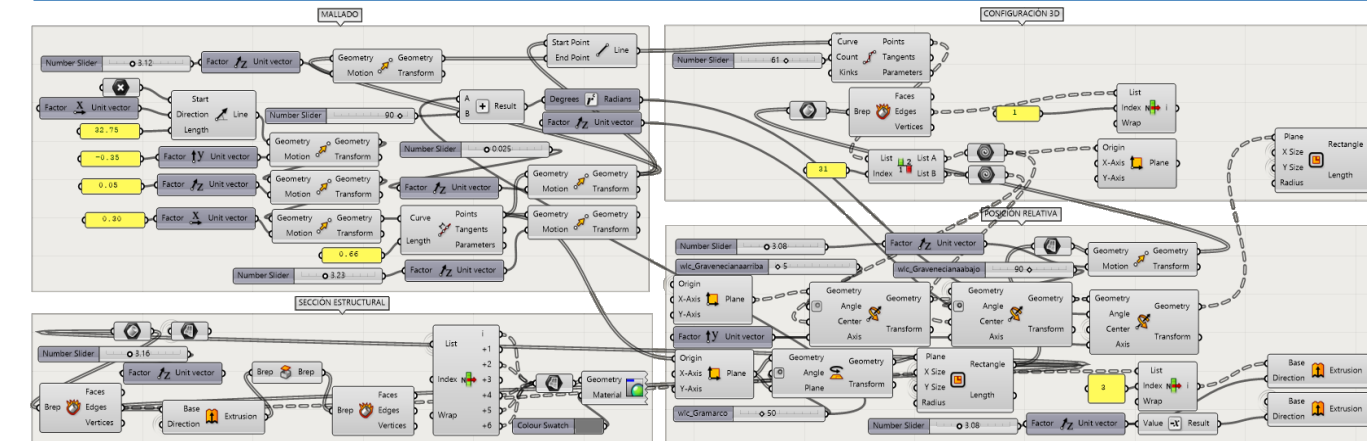 MALLADO
Number Slider 3.12
Factor Unit vector
Geometry Geometry
Motion Transform
Start Point
End Point Line
Factor X Unit vector
Start
Direction Line
Length
32.75
Number Slider 90
A
B Result
Degrees Radians
Factor Z Unit vector
-0.35
Factor Y Unit vector
Geometry Geometry
Motion Transform
Number Slider 0.025
0.05
Factor Z Unit vector
Geometry Geometry
Motion Transform
Factor Z Unit vector
Geometry Geometry
Motion Transform
0.30
Factor X Unit vector
Geometry Geometry
Motion Transform
Curve Points
Tangents
Length Parameters
Geometry Geometry
Motion Transform
0.66
Number Slider 3.23
Factor Z Unit vector
SECCIÓN ESTRUCTURAL
Number Slider 3.16
Factor Z Unit vector
Faces
Brep Edges
Vertices
Base
Direction Extrusion
Brep Brep
Faces
Brep Edges
Vertices
List
Index
Wrap
i
+1
+2
+3
+4
+5
+6
Geometry
Material
Colour Swatch
CONFIGURACIÓN 3D
Number Slider 61
Curve Points
Count Tangents
Kinks Parameters
Faces
Brep Edges
Vertices
1
List
Index i
Wrap
31
List List A
Index List B
Origin
X-Axis Plane
Y-Axis
Plane
X Size Rectangle
Y Size
Radius Length
POSICIÓN RELATIVA
Number Slider 3.08
Factor Z Unit vector
wlc_Gravenecianaarriba 5
wlc_Gravenecianaabajo 90
Geometry Geometry
Motion Transform
Origin
X-Axis Plane
Y-Axis
Geometry Geometry
Angle
Center Transform
Axis
Geometry Geometry
Angle
Center Transform
Axis
Geometry Geometry
Angle
Center Transform
Axis
Factor Y Unit vector
Origin
X-Axis Plane
Y-Axis
Geometry Geometry
Angle
Plane Transform
Plane
X Size Rectangle
Y Size
Radius Length
wlc_Gramarco 50
3
List
Index i
Wrap
Number Slider 3.08
Factor Z Unit vector
Value -x Result
Base
Direction Extrusion
Base
Direction Extrusion